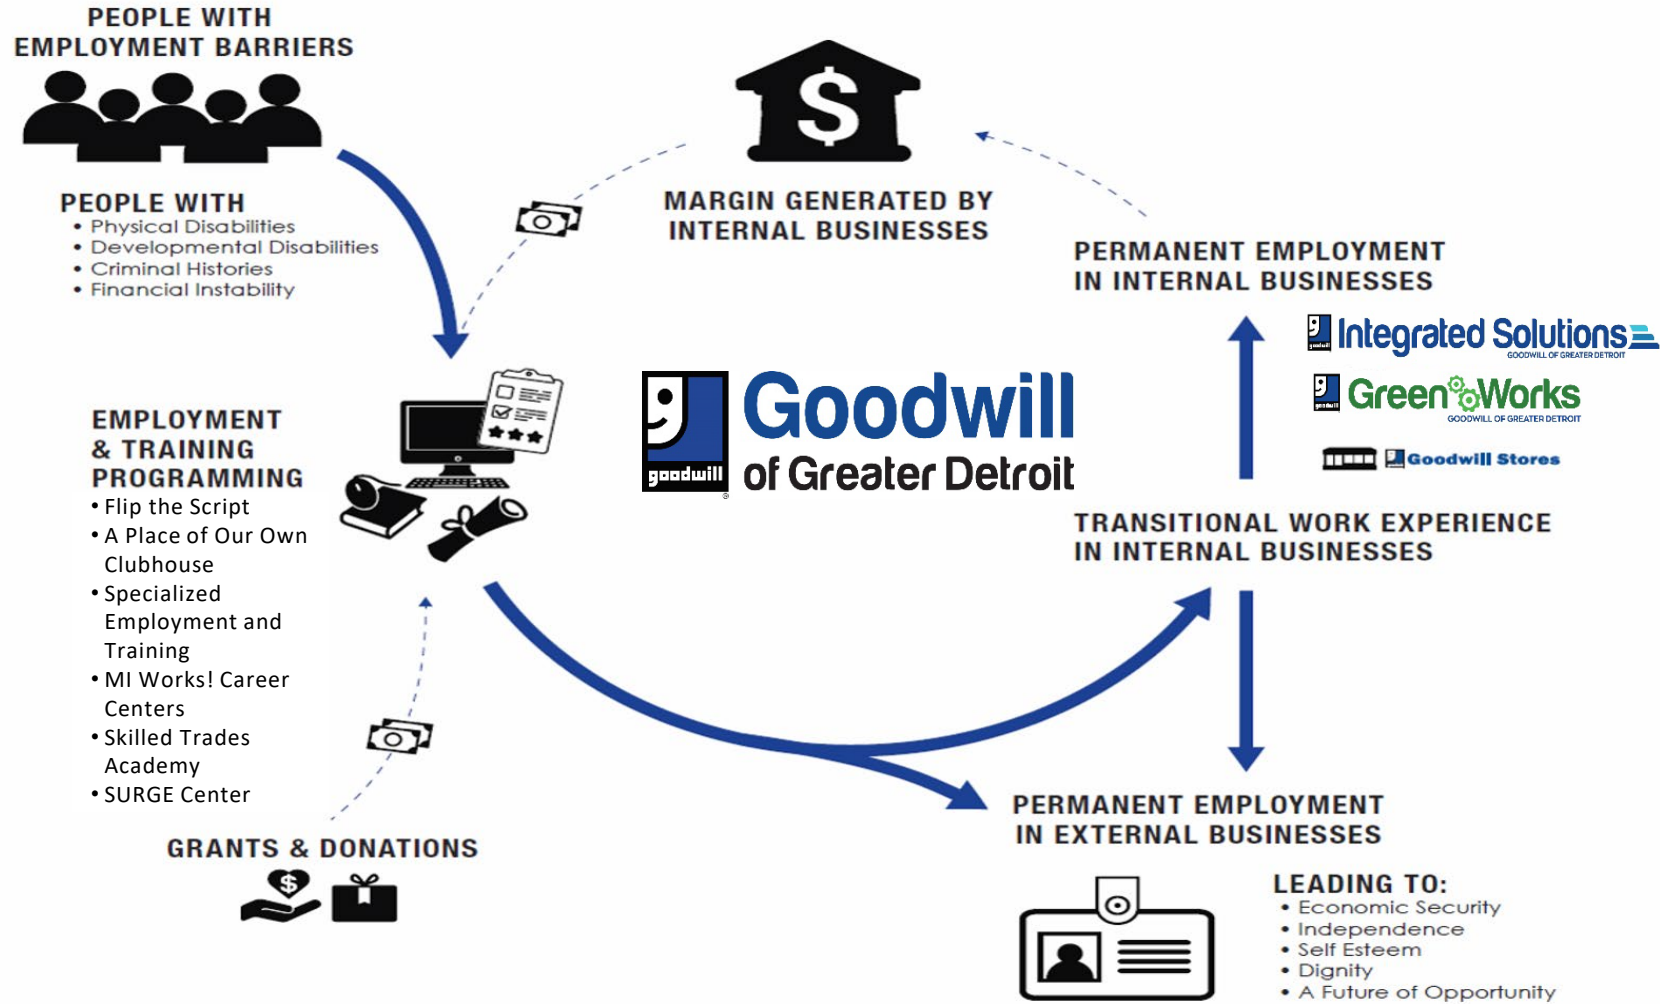 PEOPLE WITH
EMPLOYMENT BARRIERS
PEOPLE WITH
• Physical Disabilities
• Developmental Disabilities
• Criminal Histories
• Financial Instability
$
MARGIN GENERATED BY
INTERNAL BUSINESSES
PERMANENT EMPLOYMENT
IN INTERNAL BUSINESSES
goodwill Integrated Solutions
GOODWILL OF GREATER DETROIT
goodwill GreenWorks
GOODWILL OF GREATER DETROIT
Goodwill Stores
EMPLOYMENT
& TRAINING
PROGRAMMING
• Flip the Script
• A Place of Our Own
Clubhouse
• Specialized
Employment and
Training
• MI Works! Career
Centers
• Skilled Trades
Academy
• SURGE Center
goodwill
®
Goodwill
of Greater Detroit
TRANSITIONAL WORK EXPERIENCE
IN INTERNAL BUSINESSES
GRANTS & DONATIONS
$
PERMANENT EMPLOYMENT
IN EXTERNAL BUSINESSES
LEADING TO:
• Economic Security
• Independence
• Self Esteem
• Dignity
• A Future of Opportunity